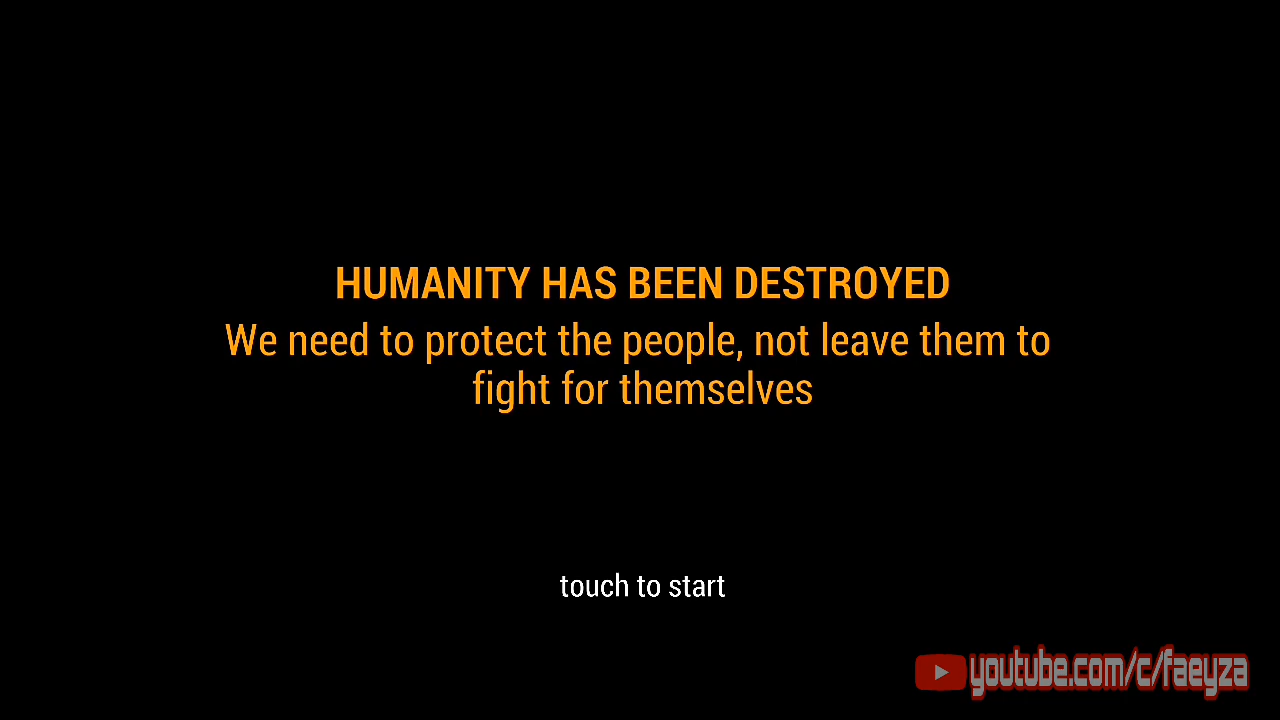 HUMANITY HAS BEEN DESTROYED
We need to protect the people, not leave them to
fight for themselves
touch to start
youtube.com/c/faeyza